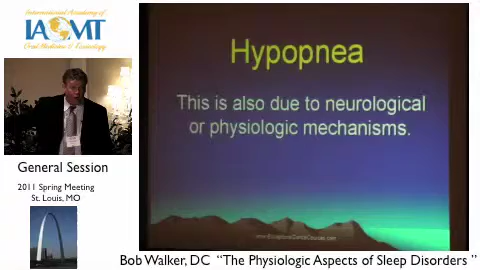 International Academy of
IAOMT
Oral Medicine & Toxicology
General Session
2011 Spring Meeting
St. Louis, MO
Hypopnea
This is also due to neurological
or physiologic mechanisms.
Bob Walker, DC “The Physiologic Aspects of Sleep Disorders ”